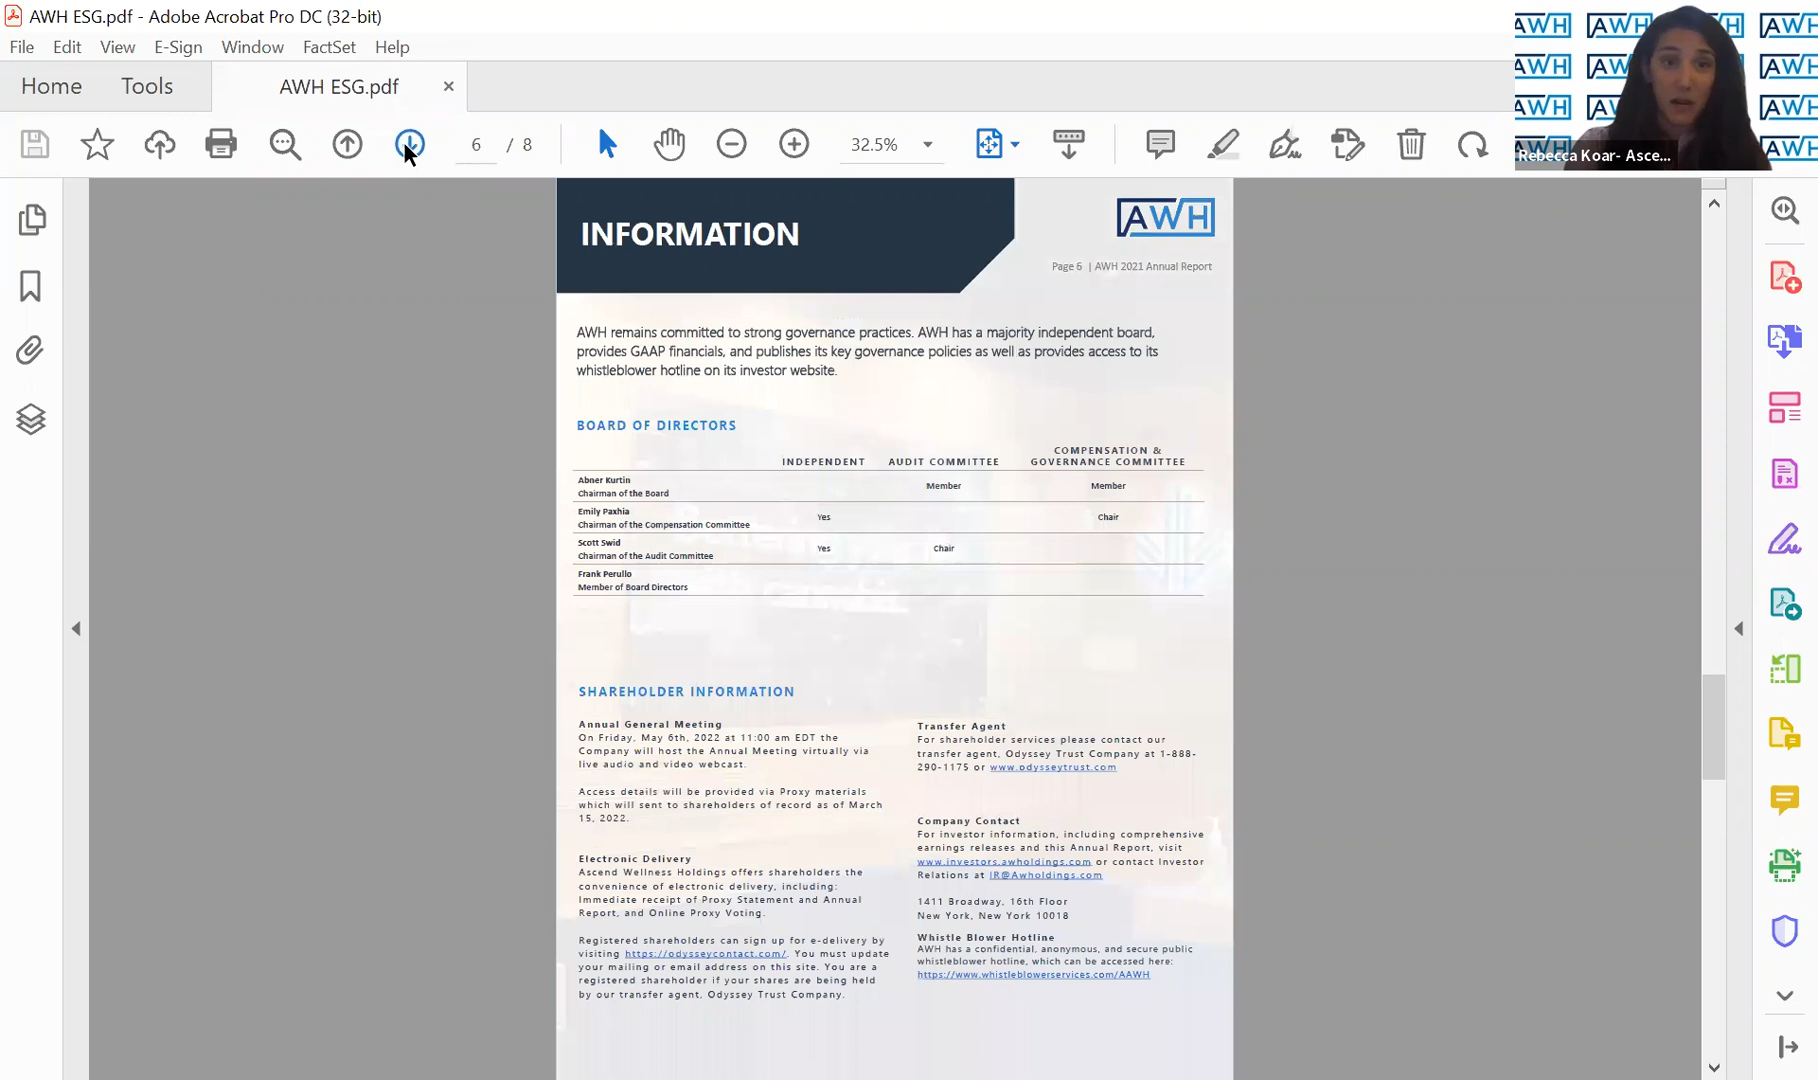 AWH ESG.pdf - Adobe Acrobat Pro DC (32-bit)
File Edit View E-Sign Window FactSet Help
Home Tools AWH ESG.pdf ×
6 / 8 32.5%
AWH AWH AWH
AWH AWH
AWH AWH
AWH AWH
Rebecca Koar- Asce...
INFORMATION
AWH
Page 6 | AWH 2021 Annual Report
AWH remains committed to strong governance practices. AWH has a majority independent board,
provides GAAP financials, and publishes its key governance policies as well as provides access to its
whistleblower hotline on its investor website.
BOARD OF DIRECTORS
COMPENSATION &
INDEPENDENT AUDIT COMMITTEE GOVERNANCE COMMITTEE
Abner Kurtin
Chairman of the Board
Member Member
Emily Paxhia
Chairman of the Compensation Committee
Yes Chair
Scott Swid
Chairman of the Audit Committee
Yes Chair
Frank Perullo
Member of Board Directors
SHAREHOLDER INFORMATION
Annual General Meeting
On Friday, May 6th, 2022 at 11:00 am EDT the
Company will host the Annual Meeting virtually via
live audio and video webcast.
Access details will be provided via Proxy materials
which will sent to shareholders of record as of March
15, 2022.
Electronic Delivery
Ascend Wellness Holdings offers shareholders the
convenience of electronic delivery, including:
Immediate receipt of Proxy Statement and Annual
Report, and Online Proxy Voting.
Registered shareholders can sign up for e-delivery by
visiting https://odysseycontact.com/. You must update
your mailing or email address on this site. You are a
registered shareholder if your shares are being held
by our transfer agent, Odyssey Trust Company.
Transfer Agent
For shareholder services please contact our
transfer agent, Odyssey Trust Company at 1-888-
290-1175 or www.odysseytrust.com
Company Contact
For investor information, including comprehensive
earnings releases and this Annual Report, visit
www.investors.awholdings.com or contact Investor
Relations at IR@Awholdings.com
1411 Broadway, 16th Floor
New York, New York 10018
Whistle Blower Hotline
AWH has a confidential, anonymous, and secure public
whistleblower hotline, which can be accessed here:
https://www.whistleblowerservices.com/AAWH